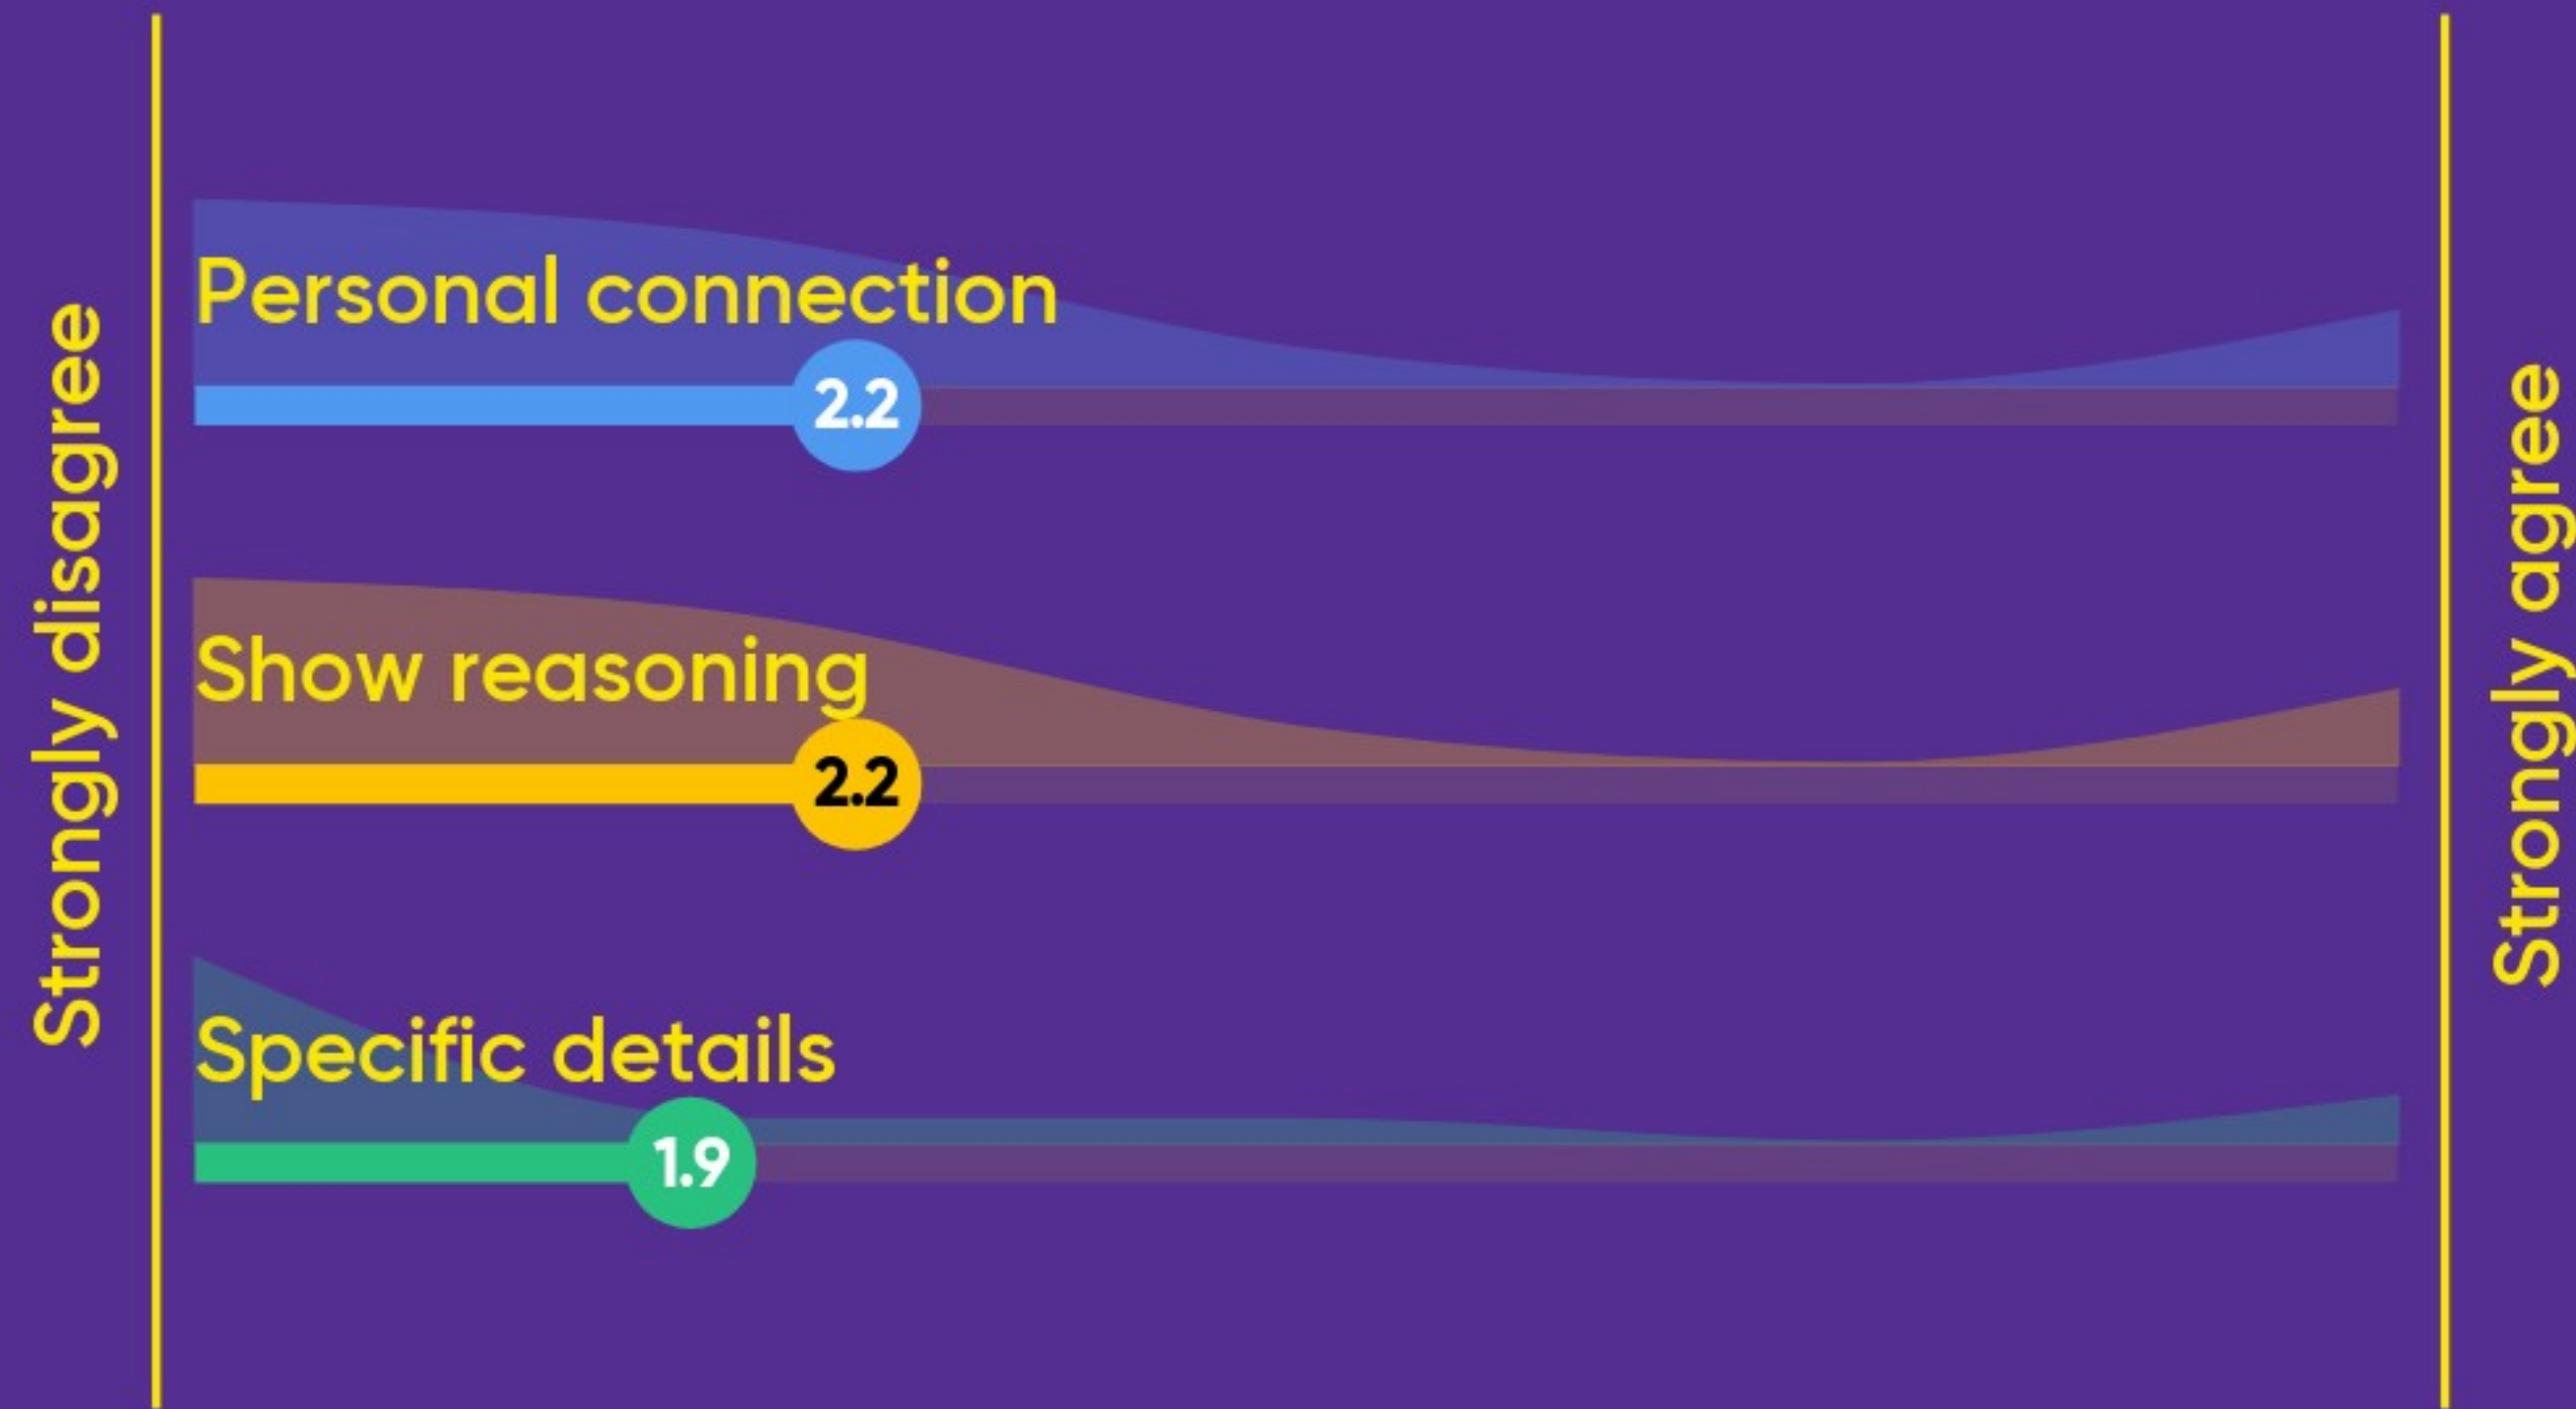 Strongly disagree
Personal connection
2.2
Show reasoning
2.2
Specific details
1.9
Strongly agree